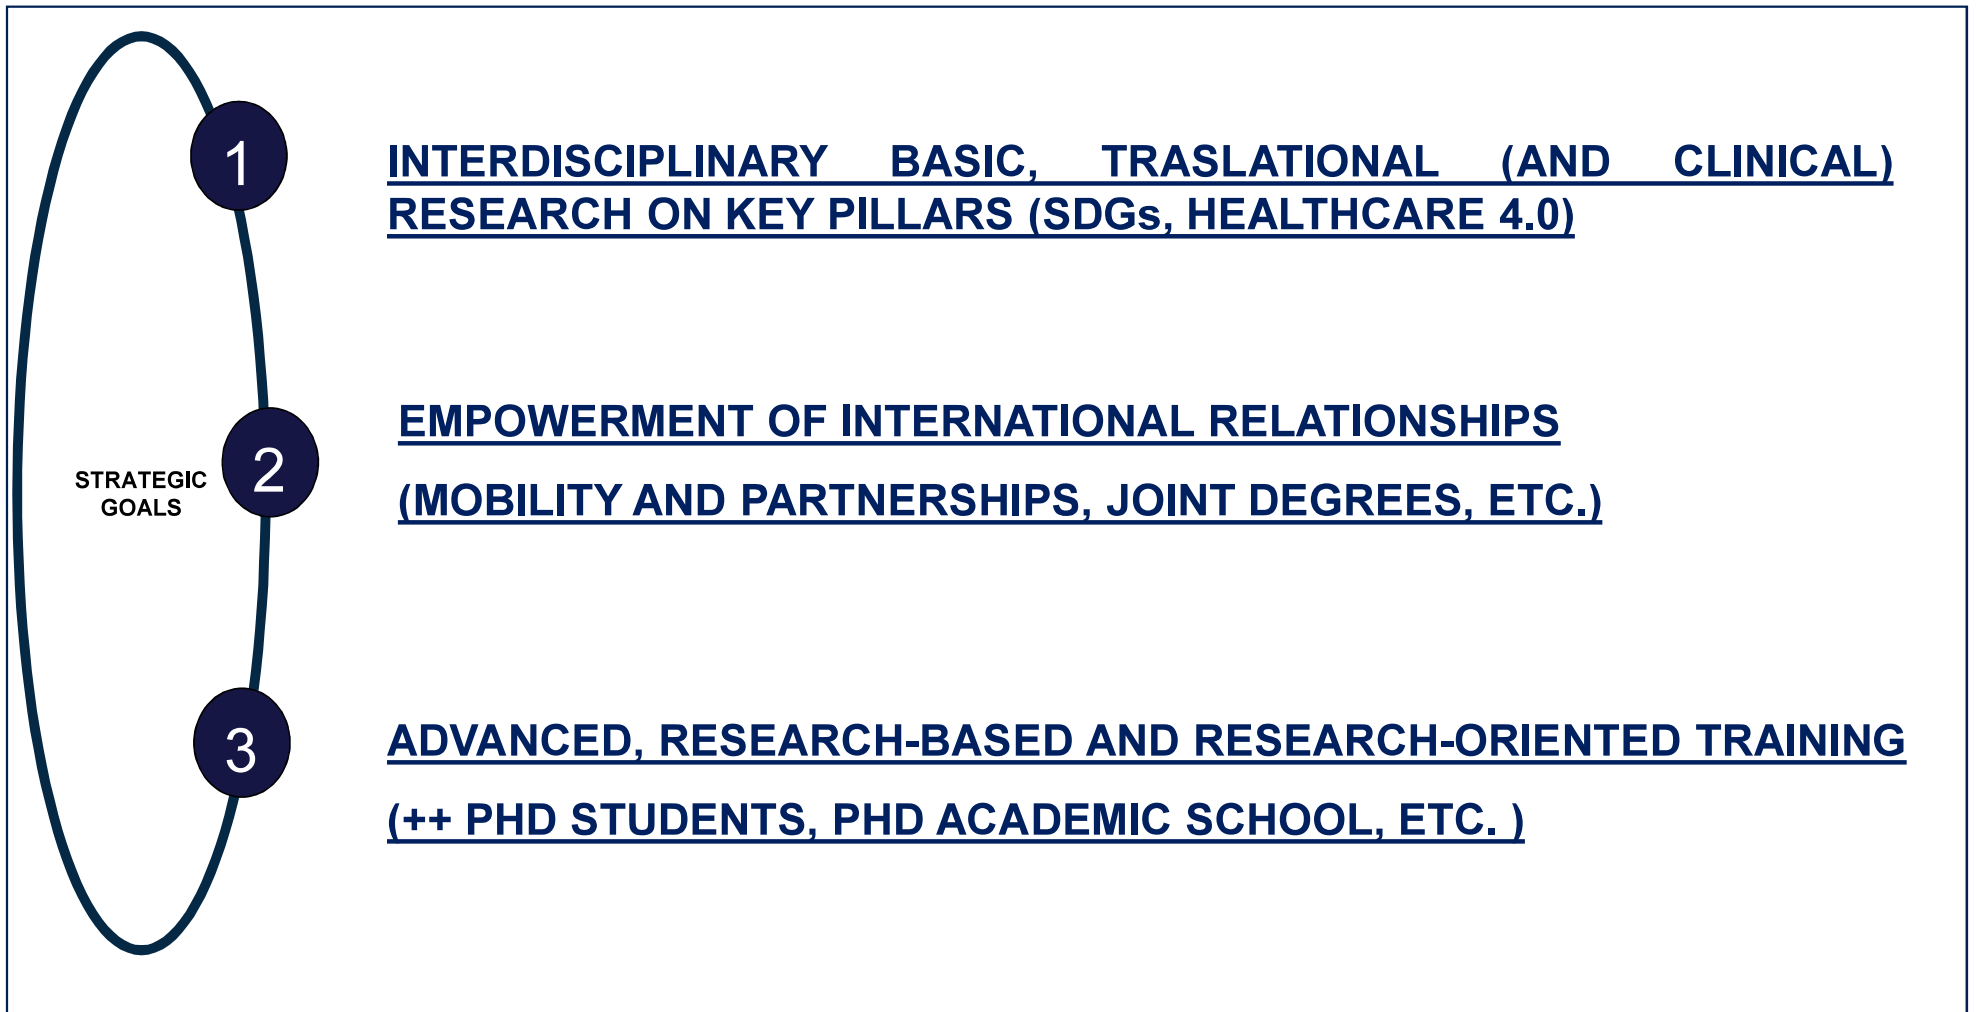 1
INTERDISCIPLINARY BASIC, TRASLATIONAL (AND CLINICAL)
RESEARCH ON KEY PILLARS (SDGs, HEALTHCARE 4.0)
STRATEGIC
GOALS
2
EMPOWERMENT OF INTERNATIONAL RELATIONSHIPS
(MOBILITY AND PARTNERSHIPS, JOINT DEGREES, ETC.)
3
ADVANCED, RESEARCH-BASED AND RESEARCH-ORIENTED TRAINING
(++ PHD STUDENTS, PHD ACADEMIC SCHOOL, ETC. )